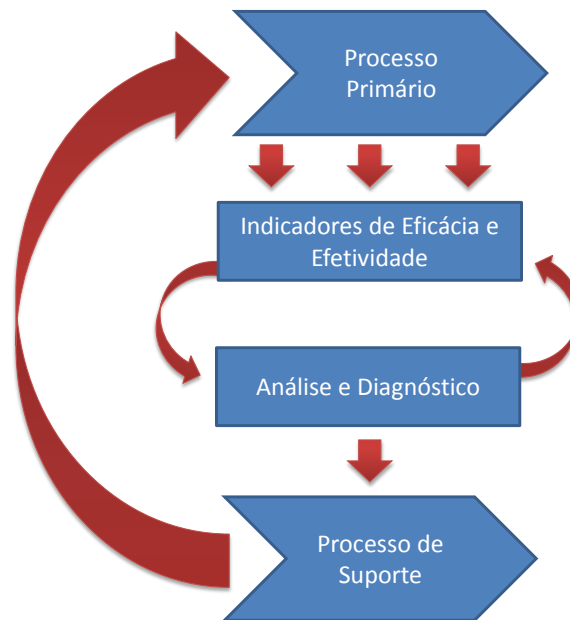 Processo
Primário
Indicadores de Eficácia e
Efetividade
Análise e Diagnóstico
Processo de
Suporte